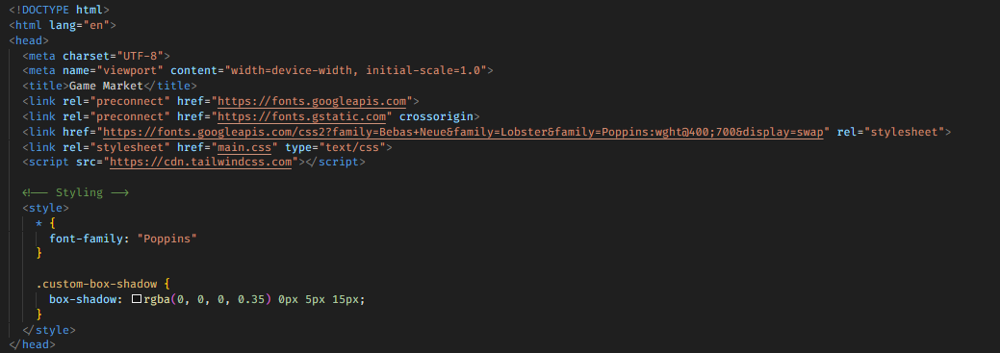 <!DOCTYPE html>
<html lang="en">
<head>
  <meta charset="UTF-8">
  <meta name="viewport" content="width=device-width, initial-scale=1.0">
  <title>Game Market</title>
  <link rel="preconnect" href="https://fonts.googleapis.com">
  <link rel="preconnect" href="https://fonts.gstatic.com" crossorigin>
  <link href="https://fonts.googleapis.com/css2?family=Bebas+Neue&family=Lobster&family=Poppins:wght@400;700&display=swap" rel="stylesheet">
  <link rel="stylesheet" href="main.css" type="text/css">
  <script src="https://cdn.tailwindcss.com"></script>

  <!-- Styling -->
  <style>
    * {
      font-family: "Poppins"
    }

    .custom-box-shadow {
      box-shadow: rgba(0, 0, 0, 0.35) 0px 5px 15px;
    }
  </style>
</head>